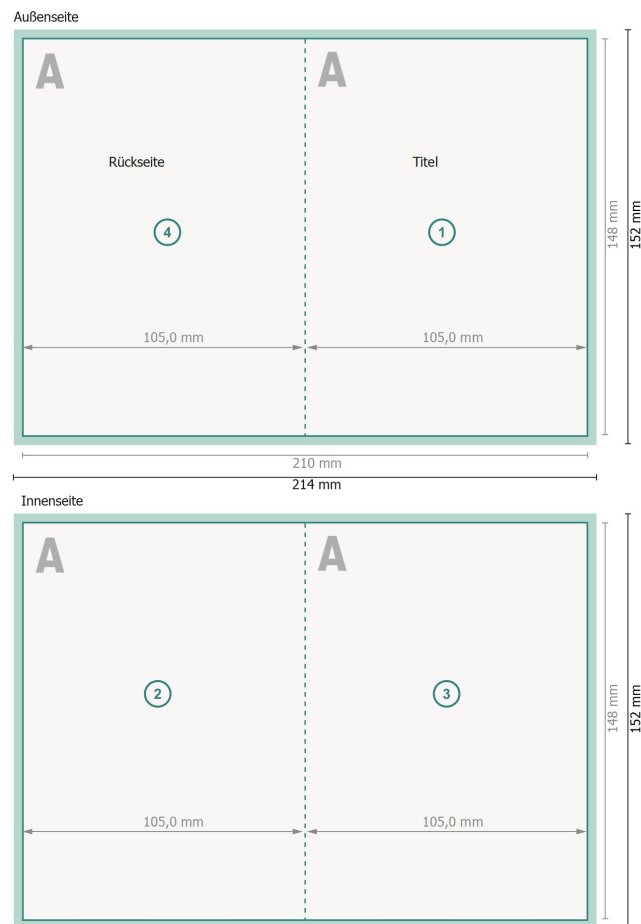 Außenseite
A
A
Rückseite
Titel
4
1
148 mm
152 mm
105,0 mm
105,0 mm
210 mm
214 mm
Innenseite
A
A
2
3
148 mm
152 mm
105,0 mm
105,0 mm